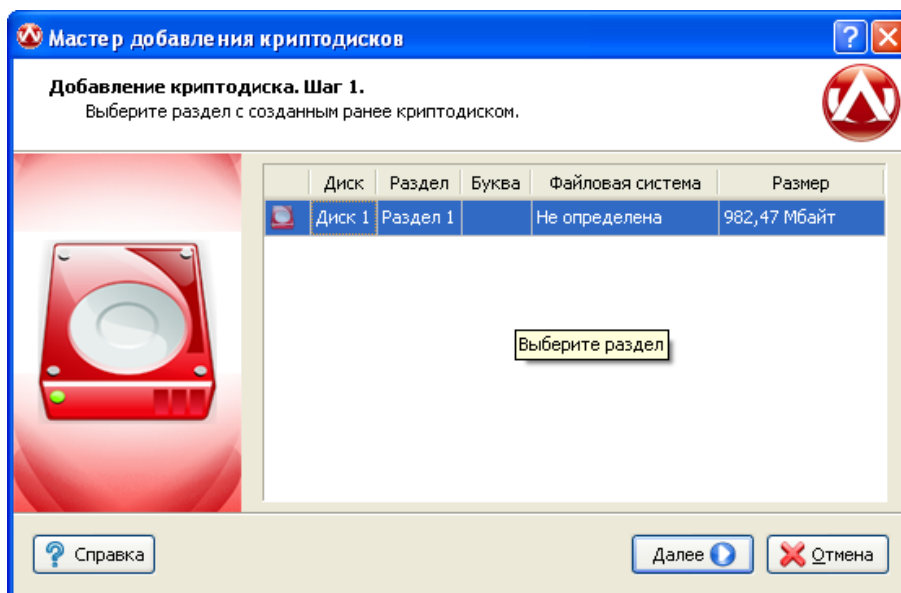 Мастер добавления криптодисков
Добавление криптодиска. Шаг 1.
Выберите раздел с созданным ранее криптодиском.
Диск Раздел Буква Файловая система Размер
Диск 1 Раздел 1 Не определена 982,47 Мбайт
Выберите раздел
Справка Далее Отмена